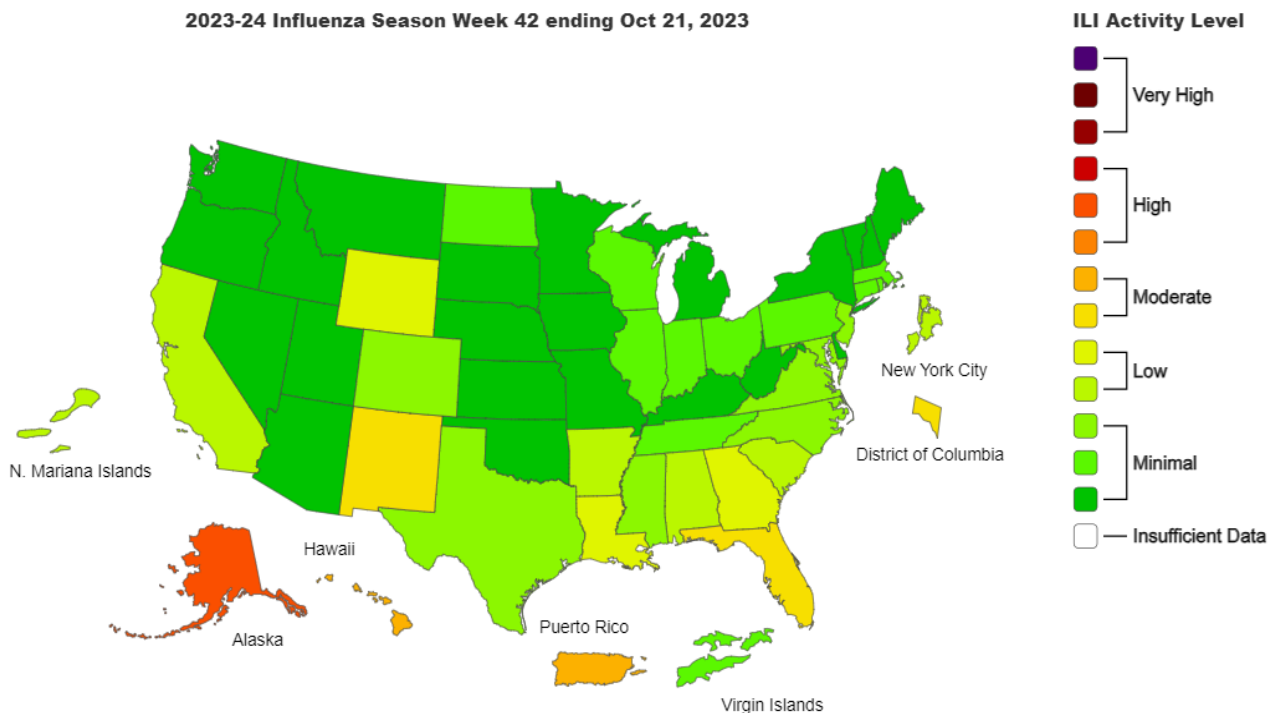 2023-24 Influenza Season Week 42 ending Oct 21, 2023
ILI Activity Level
Very High
High
Moderate
Low
Minimal
Insufficient Data
New York City
District of Columbia
N. Mariana Islands
Hawaii
Alaska
Puerto Rico
Virgin Islands